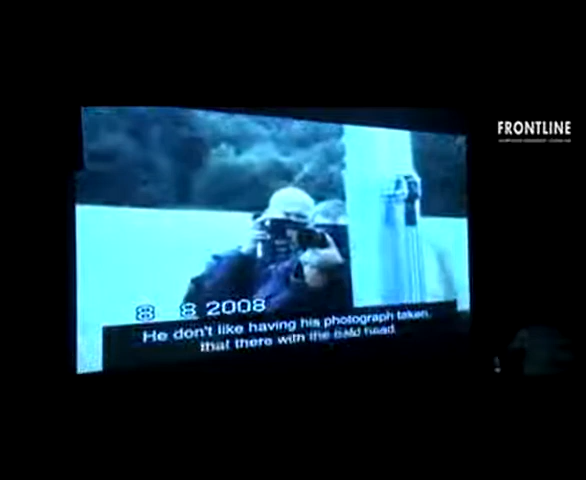 FRONTLINE
8 8 2008
He don't like having his photograph taken,
that there with the bald head.